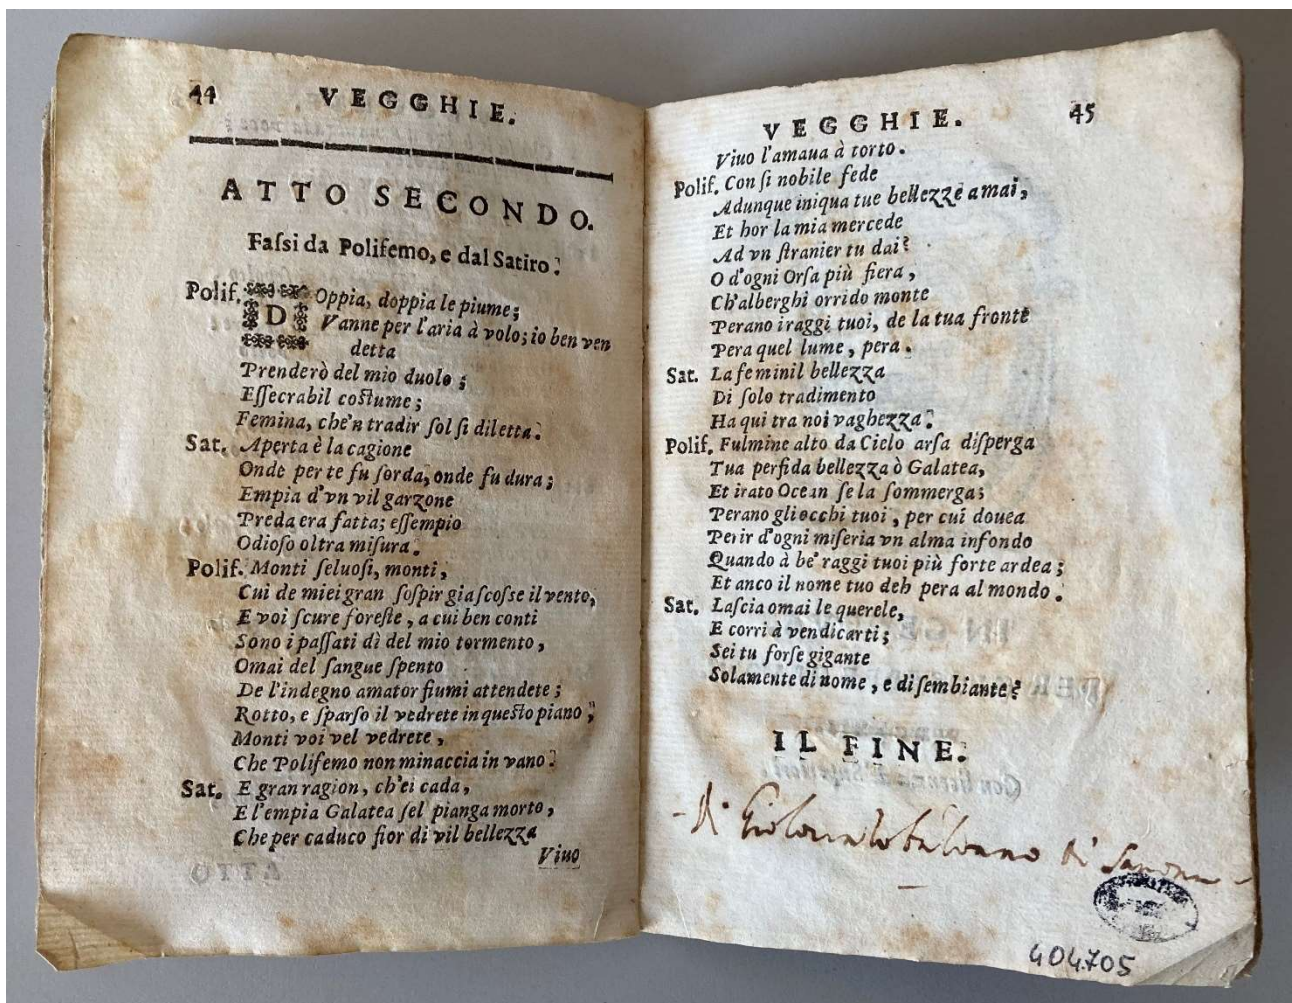 44 VEGGHIE.
ATTO SECONDO.
Faſsi da Polifemo, e dal Satiro.
Polif. DOppia, doppia le piume;
Vanne per l'aria à volo; io ben ven
detta
Prenderò del mio duolo;
Eſſecrabil coſtume;
Femina, che'n tradir ſol ſi diletta.
Sat. Aperta è la cagione
Onde per te fu ſorda, onde fu dura;
Empia d'vn vil garzone
Preda era fatta; eſſempio
Odioſo oltra miſura.
Polif. Monti ſeluoſi, monti,
Cui de miei gran ſoſpir gia ſcoſſe il vento,
E voi ſcure foreſte, a cui ben conti
Sono i paſſati dì del mio tormento,
Omai del ſangue ſpento
De l'indegno amator fiumi attendete;
Rotto, e ſparſo il vedrete in queſto piano;
Monti voi vel vedrete,
Che Polifemo non minaccia in vano.
Sat. E gran ragion, ch'ei cada,
E l'empia Galatea ſel pianga morto,
Che per caduco fior di vil bellezza
Viuo
VEGGHIE. 45
Viuo l'amaua à torto.
Polif. Con ſi nobile fede
Adunque iniqua tue bellezze amai,
Et hor la mia mercede
Ad vn ſtranier tu dai?
O d'ogni Orſa più fiera,
Ch'alberghi orrido monte
Perano i raggi tuoi, de la tua fronte
Pera quel lume, pera.
Sat. La feminil bellezza
Di ſolo tradimento
Ha qui tra noi vaghezza.
Polif. Fulmine alto da Cielo arſa diſperga
Tua perfida bellezza ò Galatea,
Et irato Ocean ſe la ſommerga;
Perano gli occhi tuoi, per cui douea
Perir d'ogni miſeria vn alma infondo
Quando à be' raggi tuoi più forte ardea;
Et anco il nome tuo deh pera al mondo.
Sat. Laſcia omai le querele,
E corri à vendicarti;
Sei tu forſe gigante
Solamente di nome, e di ſembiante?
IL FINE.
di Savona
404705